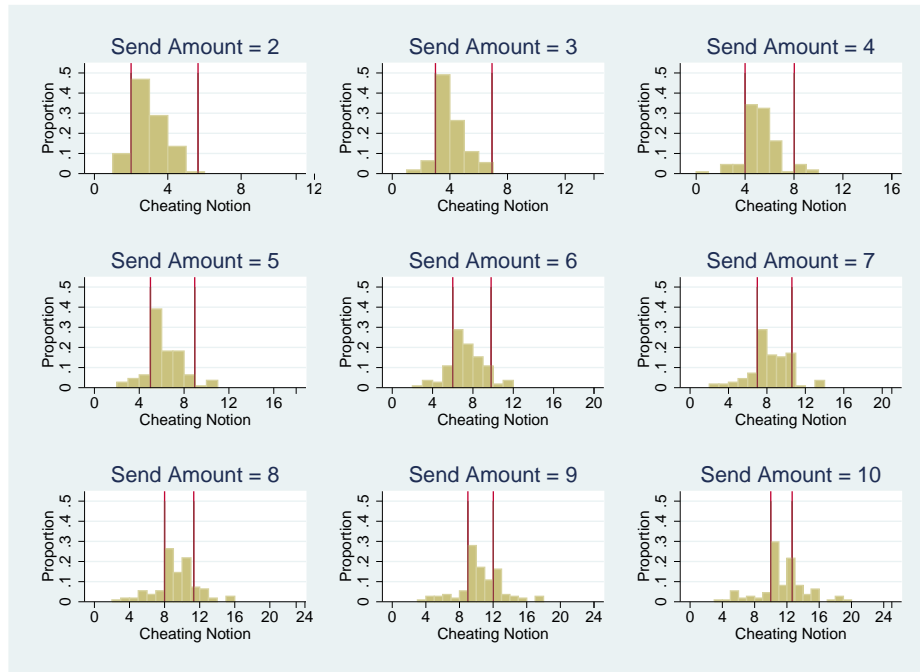 Send Amount = 2
Proportion
0 .1 .2 .3 .4 .5
0 4 8 12
Cheating Notion
Send Amount = 3
Proportion
0 .1 .2 .3 .4 .5
0 4 8 12
Cheating Notion
Send Amount = 4
Proportion
0 .1 .2 .3 .4 .5
0 4 8 12 16
Cheating Notion
Send Amount = 5
Proportion
0 .1 .2 .3 .4 .5
0 4 8 12 16
Cheating Notion
Send Amount = 6
Proportion
0 .1 .2 .3 .4 .5
0 4 8 12 16 20
Cheating Notion
Send Amount = 7
Proportion
0 .1 .2 .3 .4 .5
0 4 8 12 16 20
Cheating Notion
Send Amount = 8
Proportion
0 .1 .2 .3 .4 .5
0 4 8 12 16 20 24
Cheating Notion
Send Amount = 9
Proportion
0 .1 .2 .3 .4 .5
0 4 8 12 16 20 24
Cheating Notion
Send Amount = 10
Proportion
0 .1 .2 .3 .4 .5
0 4 8 12 16 20 24
Cheating Notion